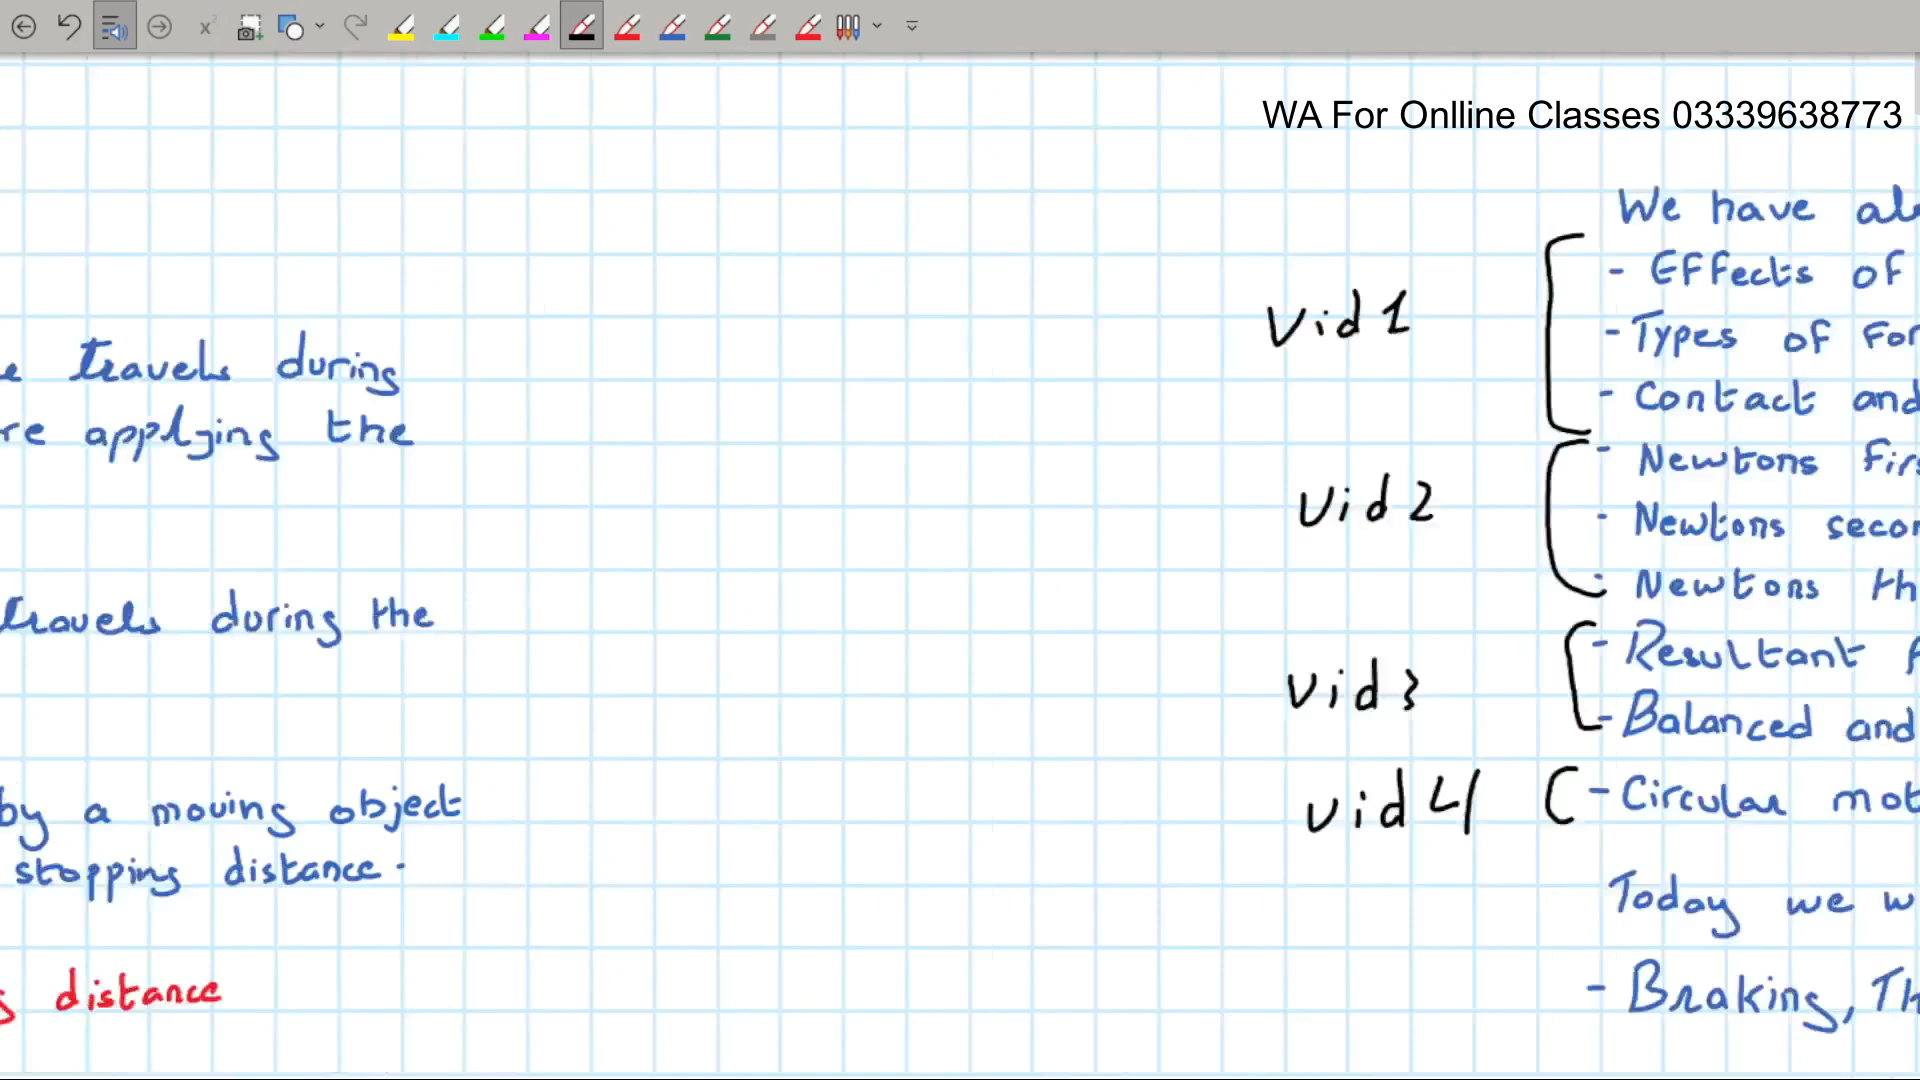 WA For Onlline Classes 03339638773
travels during
re applying the
travels during the
by a moving object
stopping distance.
distance
Vid 1
Vid 2
Vid 3
Vid 4
We have al
- Effects of
- Types of For
- Contact and
- Newtons firs
- Newtons secon
- Newtons th
- Resultant f
- Balanced and
- Circular mot
Today we w
- Braking, Th